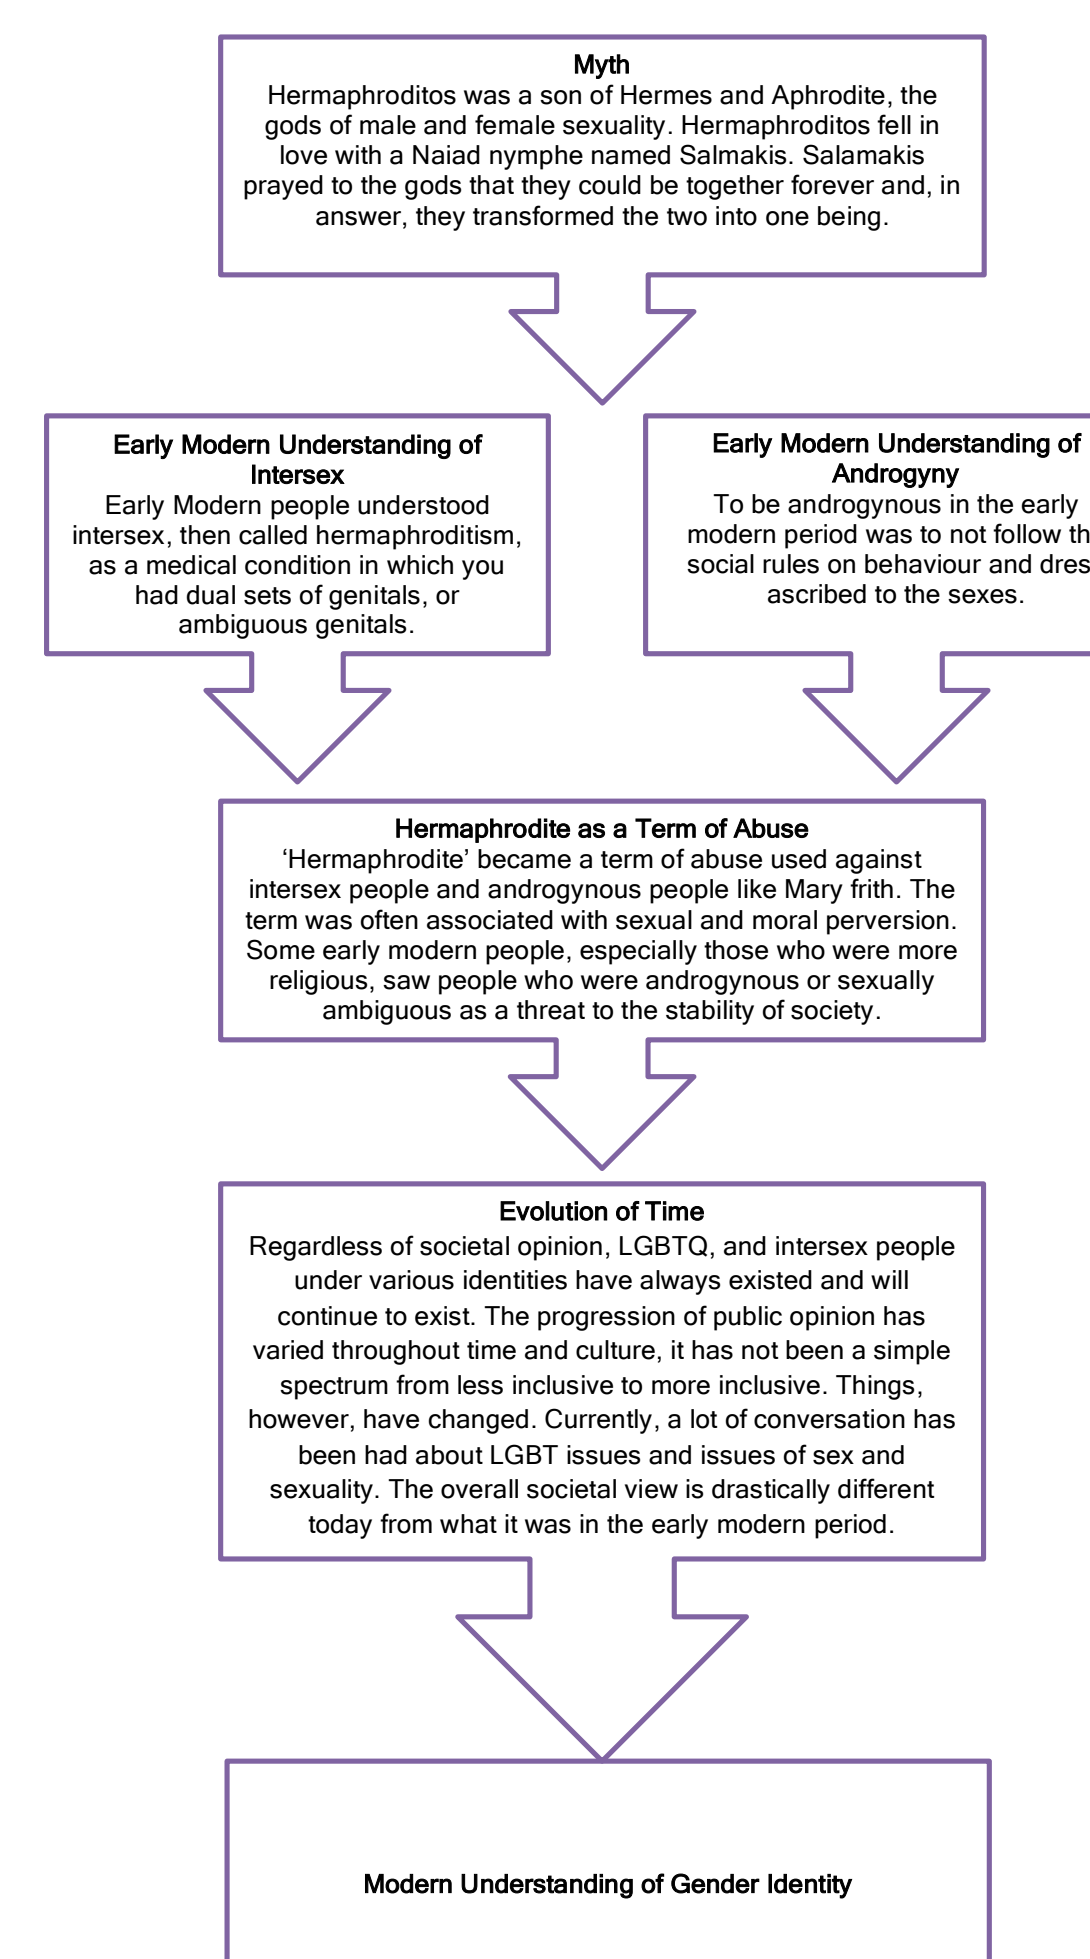 Myth
Hermaphroditos was a son of Hermes and Aphrodite, the
gods of male and female sexuality. Hermaphroditos fell in
love with a Naiad nymphe named Salmakis. Salamakis
prayed to the gods that they could be together forever and, in
answer, they transformed the two into one being.
Early Modern Understanding of
Intersex
Early Modern people understood
intersex, then called hermaphroditism,
as a medical condition in which you
had dual sets of genitals, or
ambiguous genitals.
Early Modern Understanding of
Androgyny
To be androgynous in the early
modern period was to not follow
social rules on behaviour and
ascribed to the sexes.
Hermaphrodite as a Term of Abuse
‘Hermaphrodite’ became a term of abuse used against
intersex people and androgynous people like Mary frith. The
term was often associated with sexual and moral perversion.
Some early modern people, especially those who were more
religious, saw people who were androgynous or sexually
ambiguous as a threat to the stability of society.
Evolution of Time
Regardless of societal opinion, LGBTQ, and intersex people
under various identities have always existed and will
continue to exist. The progression of public opinion has
varied throughout time and culture, it has not been a simple
spectrum from less inclusive to more inclusive. Things,
however, have changed. Currently, a lot of conversation has
been had about LGBT issues and issues of sex and
sexuality. The overall societal view is drastically different
today from what it was in the early modern period.
Modern Understanding of Gender Identity